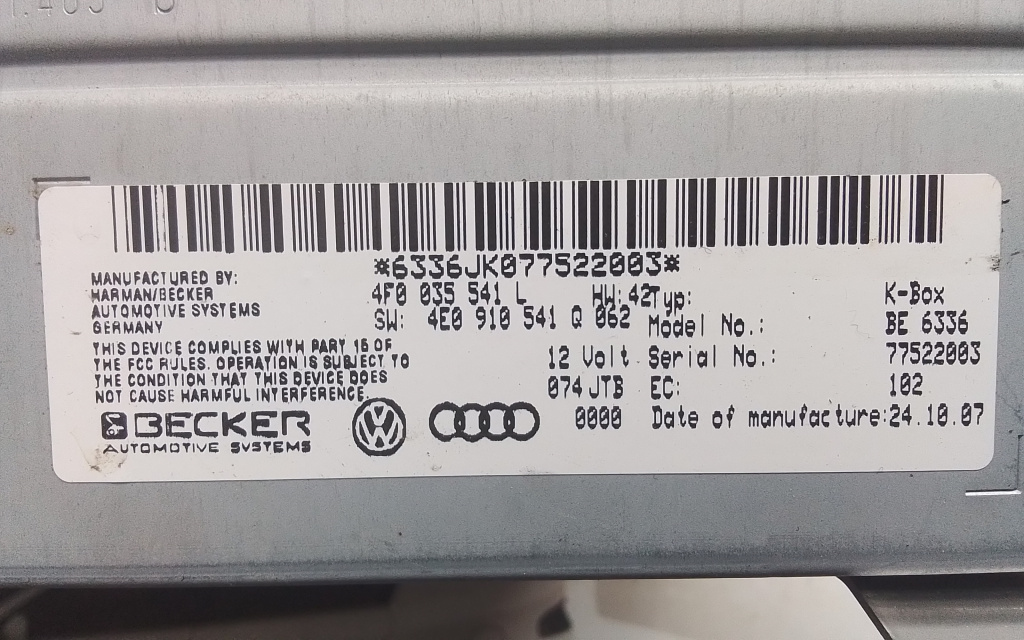 *6336JK077522003*
MANUFACTURED BY:
HARMAN/BECKER
AUTOMOTIVE SYSTEMS
GERMANY
4F0 035 541 L HW:42
SW: 4E0 910 541 Q 062
Typ: K-Box
Model No.: BE 6336
THIS DEVICE COMPLIES WITH PART 15 OF
THE FCC RULES. OPERATION IS SUBJECT TO
THE CONDITION THAT THIS DEVICE DOES
NOT CAUSE HARMFUL INTERFERENCE.
12 Volt Serial No.: 77522003
074 JTB EC: 102
0000 Date of manufacture:24.10.07
BECKER
AUTOMOTIVE SYSTEMS